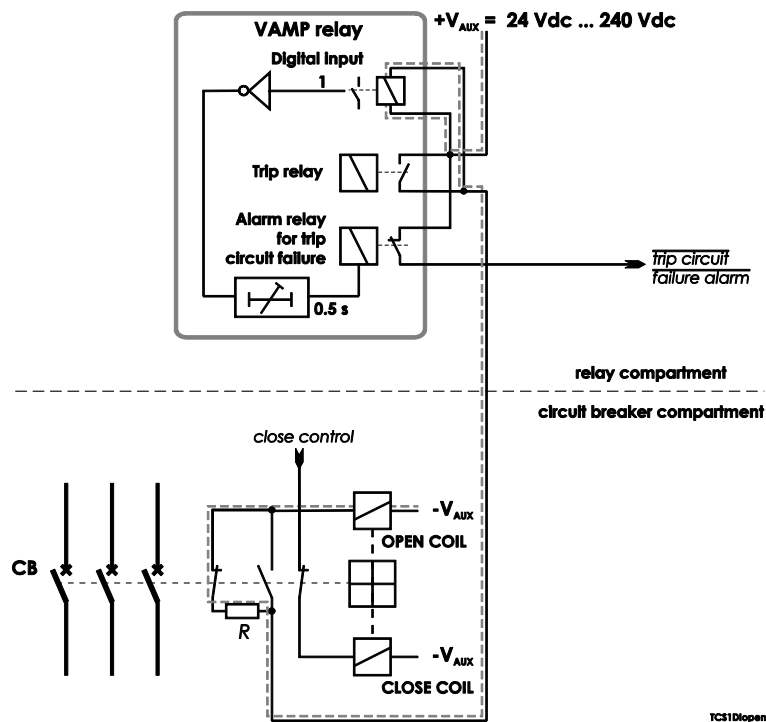 VAMP relay
+VAUX = 24 Vdc ... 240 Vdc
Digital input
1
Trip relay
Alarm relay
for trip
circuit failure
0.5 s
trip circuit
failure alarm
relay compartment
circuit breaker compartment
close control
-VAUX
OPEN COIL
CB
R
-VAUX
CLOSE COIL
TCS1DIopen